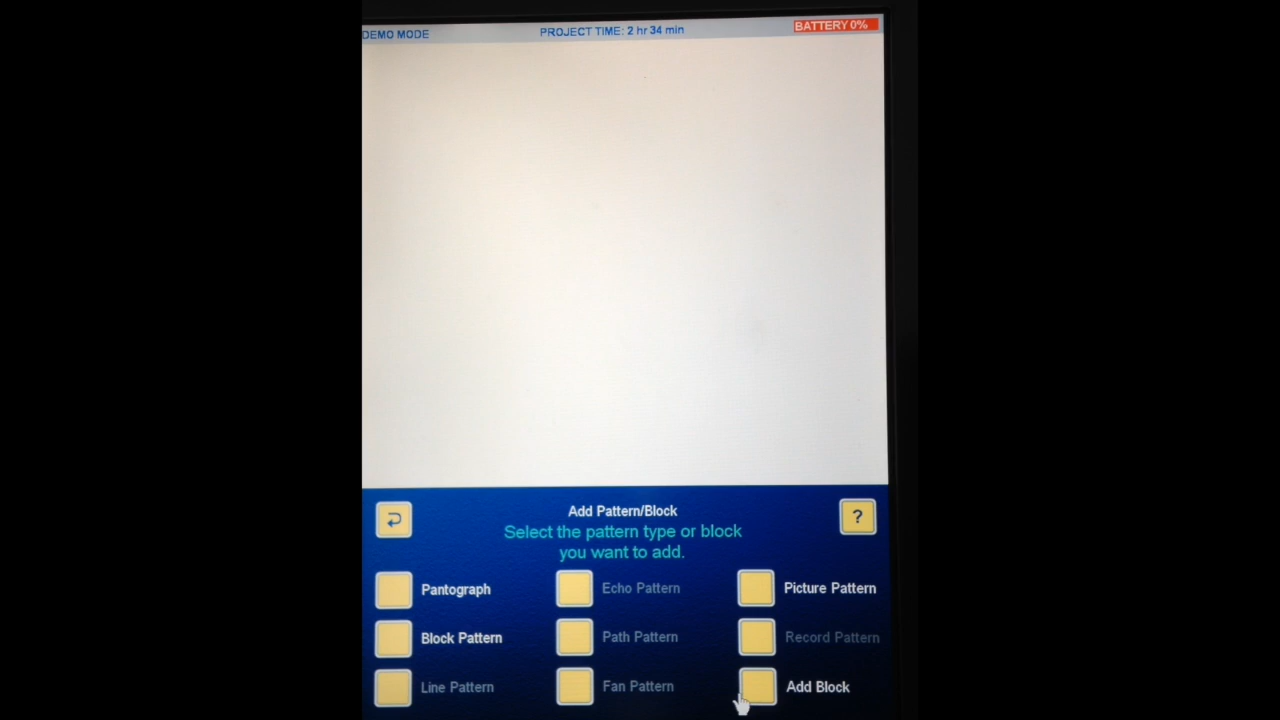 DEMO MODE PROJECT TIME: 2 hr 34 min BATTERY 0%
Add Pattern/Block ?
Select the pattern type or block
you want to add.
Pantograph Echo Pattern Picture Pattern
Block Pattern Path Pattern Record Pattern
Line Pattern Fan Pattern Add Block